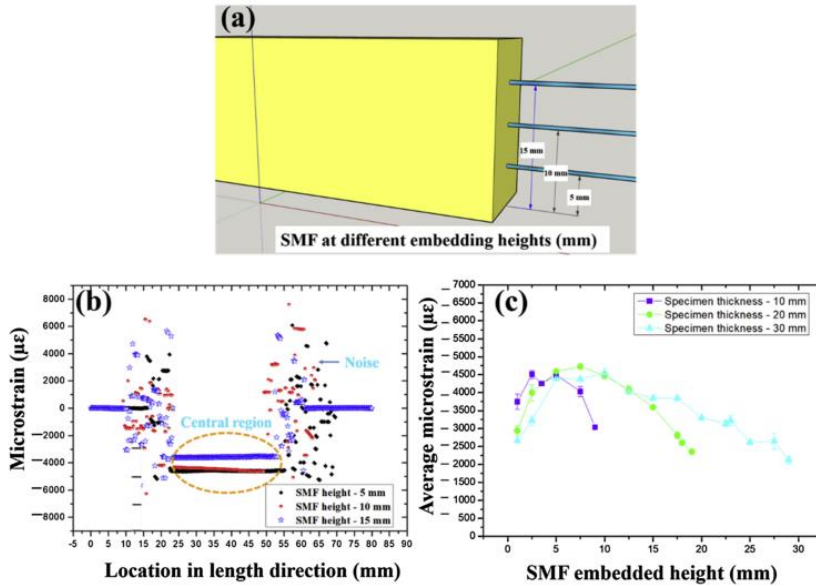 (a)
15 mm
10 mm
5 mm
SMF at different embedding heights (mm)
(b)
Microstrain (με)
8000
6000
4000
2000
0
−2000
−4000
−6000
−8000
Noise
Central region
SMF height - 5 mm
SMF height - 10 mm
SMF height - 15 mm
-5 0 5 10 15 20 25 30 35 40 45 50 55 60 65 70 75 80 85 90
Location in length direction (mm)
(c)
Average microstrain (με)
−7000
−6500
−6000
−5500
−5000
−4500
−4000
−3500
−3000
−2500
−2000
−1500
−1000
−500
0
Specimen thickness - 10 mm
Specimen thickness - 20 mm
Specimen thickness - 30 mm
0 5 10 15 20 25 30
SMF embedded height (mm)